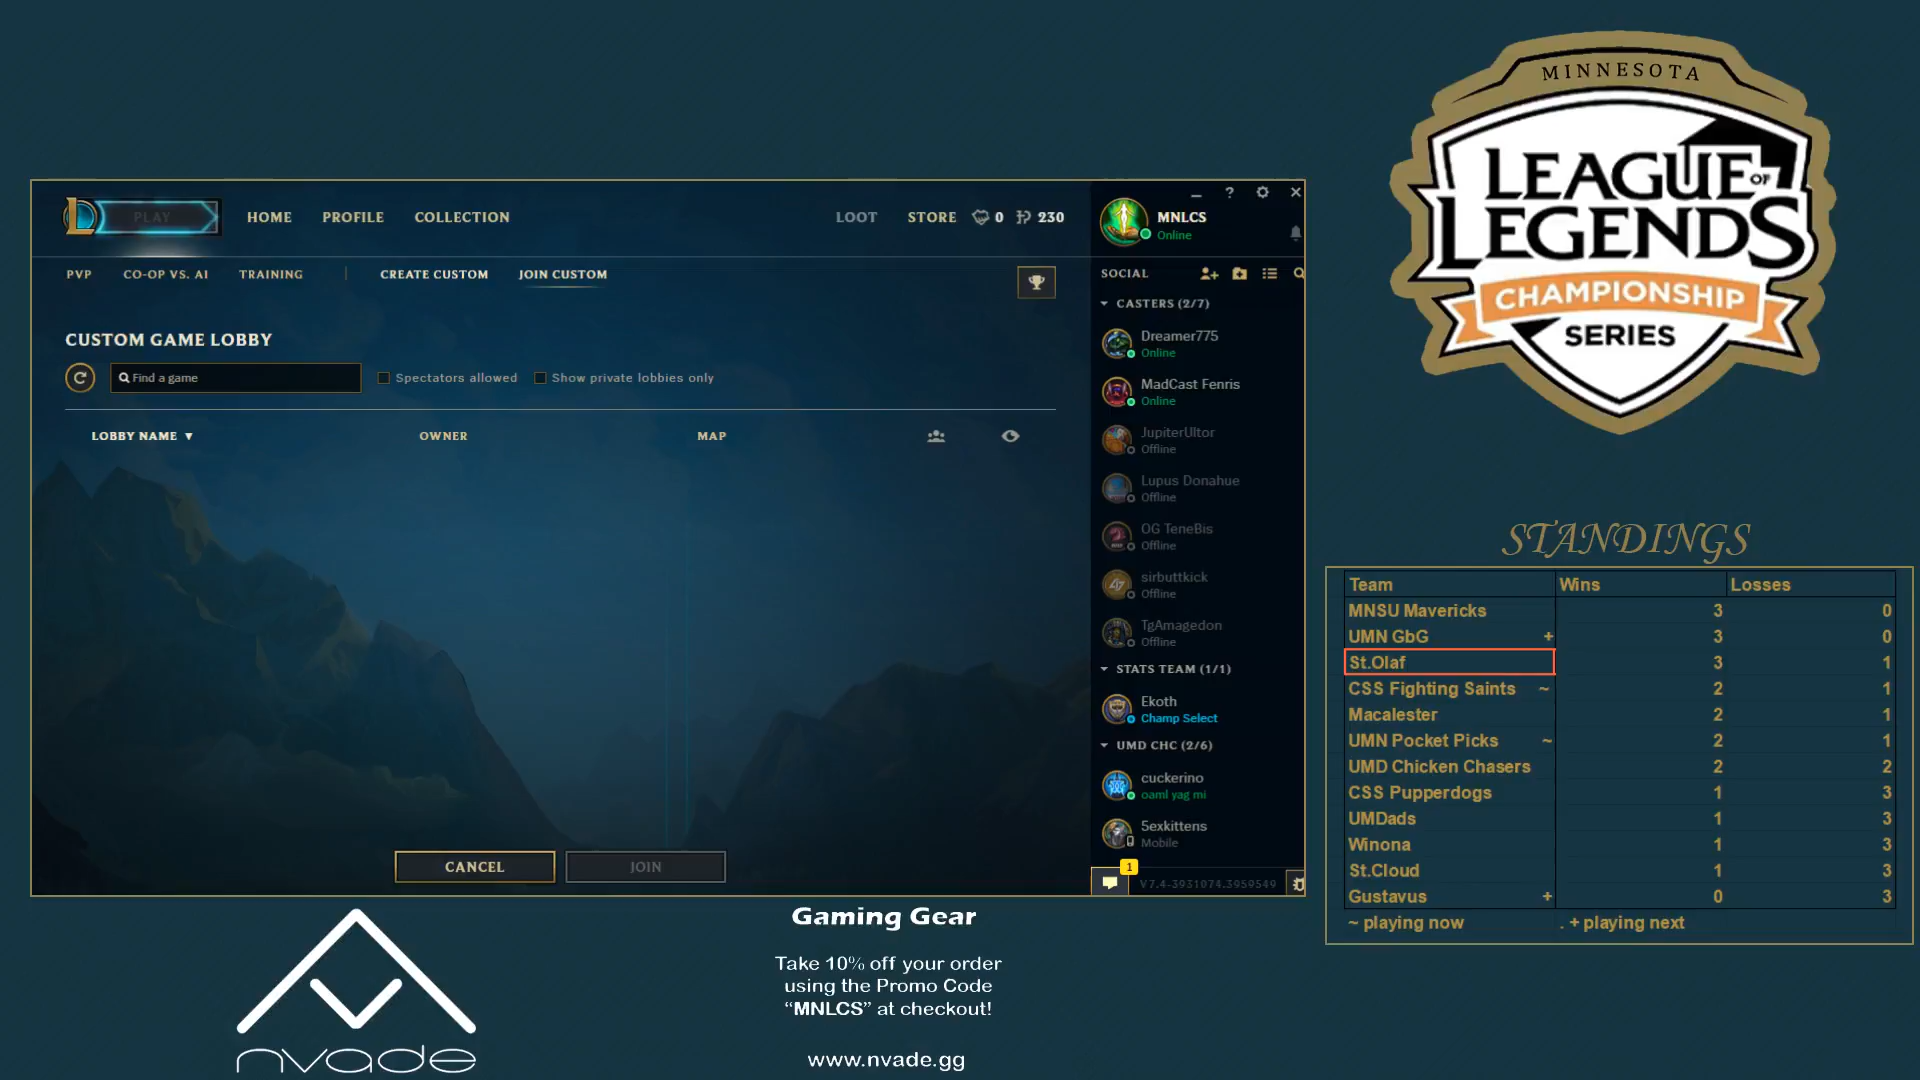 MINNESOTA
LEAGUE OF
LEGENDS
CHAMPIONSHIP
SERIES
PLAY
HOME
PROFILE
COLLECTION
LOOT
STORE
0
230
MNLCS
Online
PVP
CO-OP VS. AI
TRAINING
CREATE CUSTOM
JOIN CUSTOM
CUSTOM GAME LOBBY
Find a game
Spectators allowed
Show private lobbies only
LOBBY NAME ▼
OWNER
MAP
CANCEL
JOIN
?
SOCIAL
CASTERS (2/7)
Dreamer775
Online
MadCast Fenris
Online
JupiterUltor
Offline
Lupus Donahue
Offline
OG TeneBis
Offline
sirbuttkick
Offline
TgAmagedon
Offline
STATS TEAM (1/1)
Ekoth
Champ Select
UMD CHC (2/6)
cuckerino
oaml yag mi
5exkittens
Mobile
1
V7.4-3931074.3959549
STANDINGS
Team Wins Losses
MNSU Mavericks 3 0
UMN GbG + 3 0
St.Olaf 3 1
CSS Fighting Saints ~ 2 1
Macalester 2 1
UMN Pocket Picks ~ 2 1
UMD Chicken Chasers 2 2
CSS Pupperdogs 1 3
UMDads 1 3
Winona 1 3
St.Cloud 1 3
Gustavus + 0 3
~ playing now . + playing next
nvade
Gaming Gear
Take 10% off your order
using the Promo Code
“MNLCS” at checkout!
www.nvade.gg